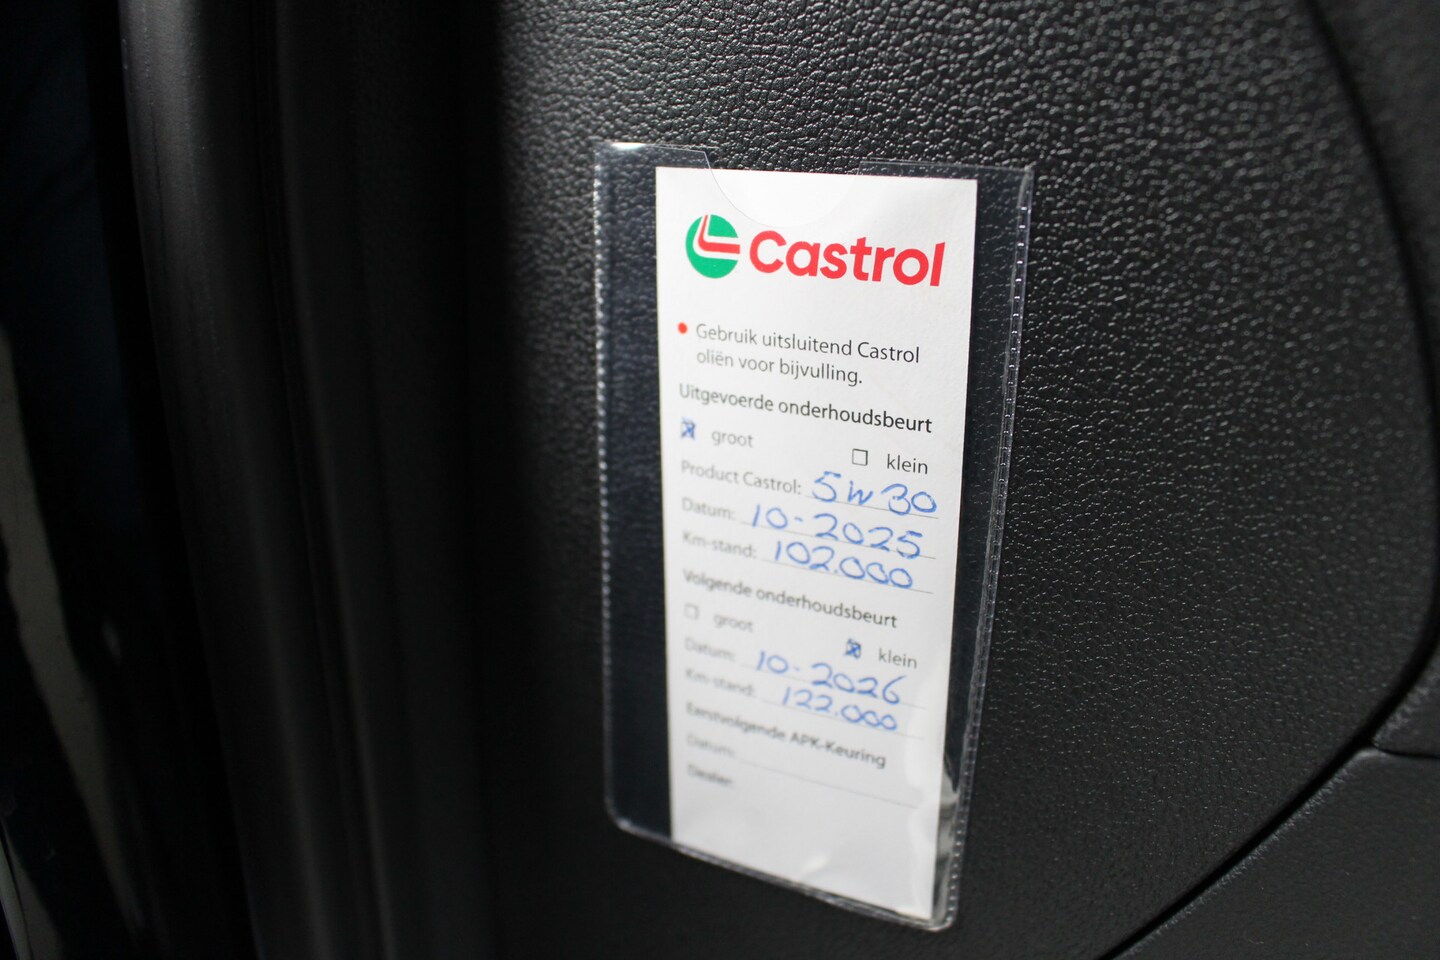 Castrol
Gebruik uitsluitend Castrol
oliën voor bijvulling.
Uitgevoerde onderhoudsbeurt
groot klein
Product Castrol: 5W30
Datum: 10-2025
Km-stand: 102.000
Volgende onderhoudsbeurt
groot klein
Datum: 10-2026
Km-stand: 122.000
Eerstvolgende APK-Keuring
Datum:
Dealer: